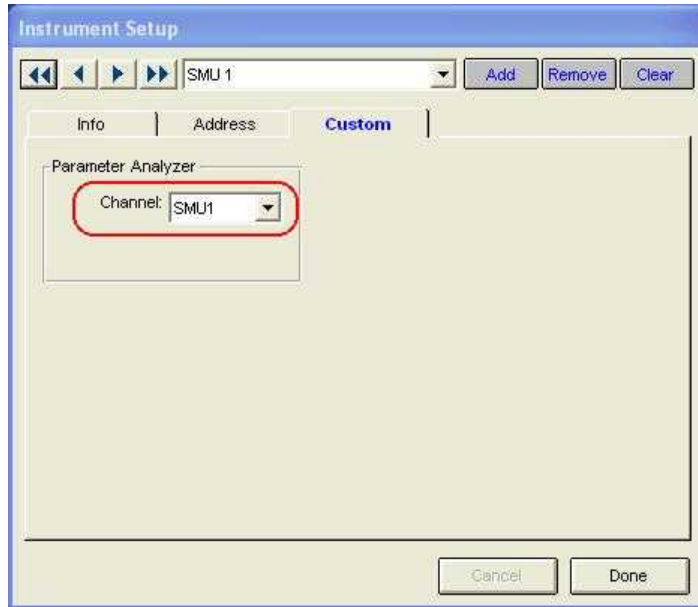 Instrument Setup
SMU 1 Add Remove Clear
Info Address Custom
Parameter Analyzer
Channel: SMU1
Cancel Done